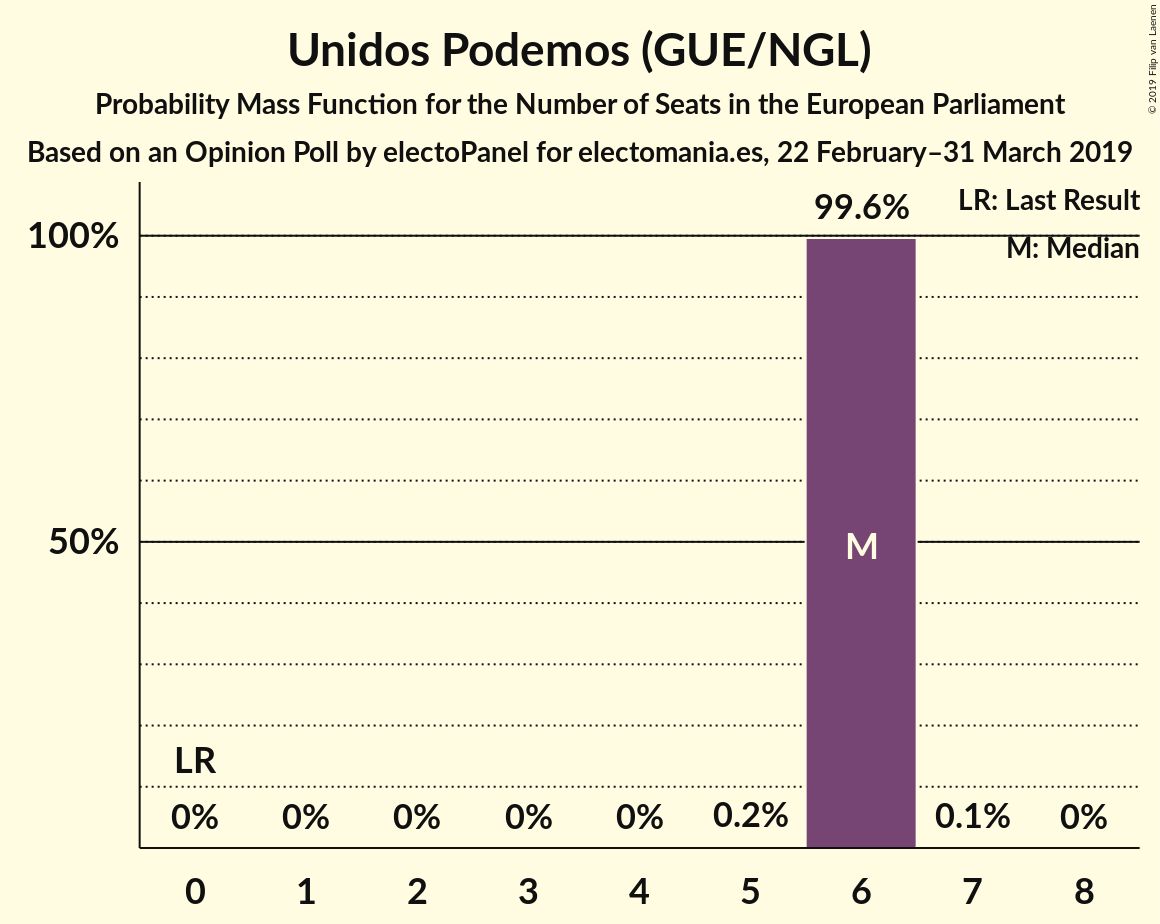 Unidos Podemos (GUE/NGL)
Probability Mass Function for the Number of Seats in the European Parliament
Based on an Opinion Poll by electoPanel for electomania.es, 22 February–31 March 2019
© 2019 Filip van Laenen
LR: Last Result
M: Median
99.6%
100%
50%
M
LR
0% 0% 0% 0% 0% 0.2% 0.1% 0%
0 1 2 3 4 5 6 7 8